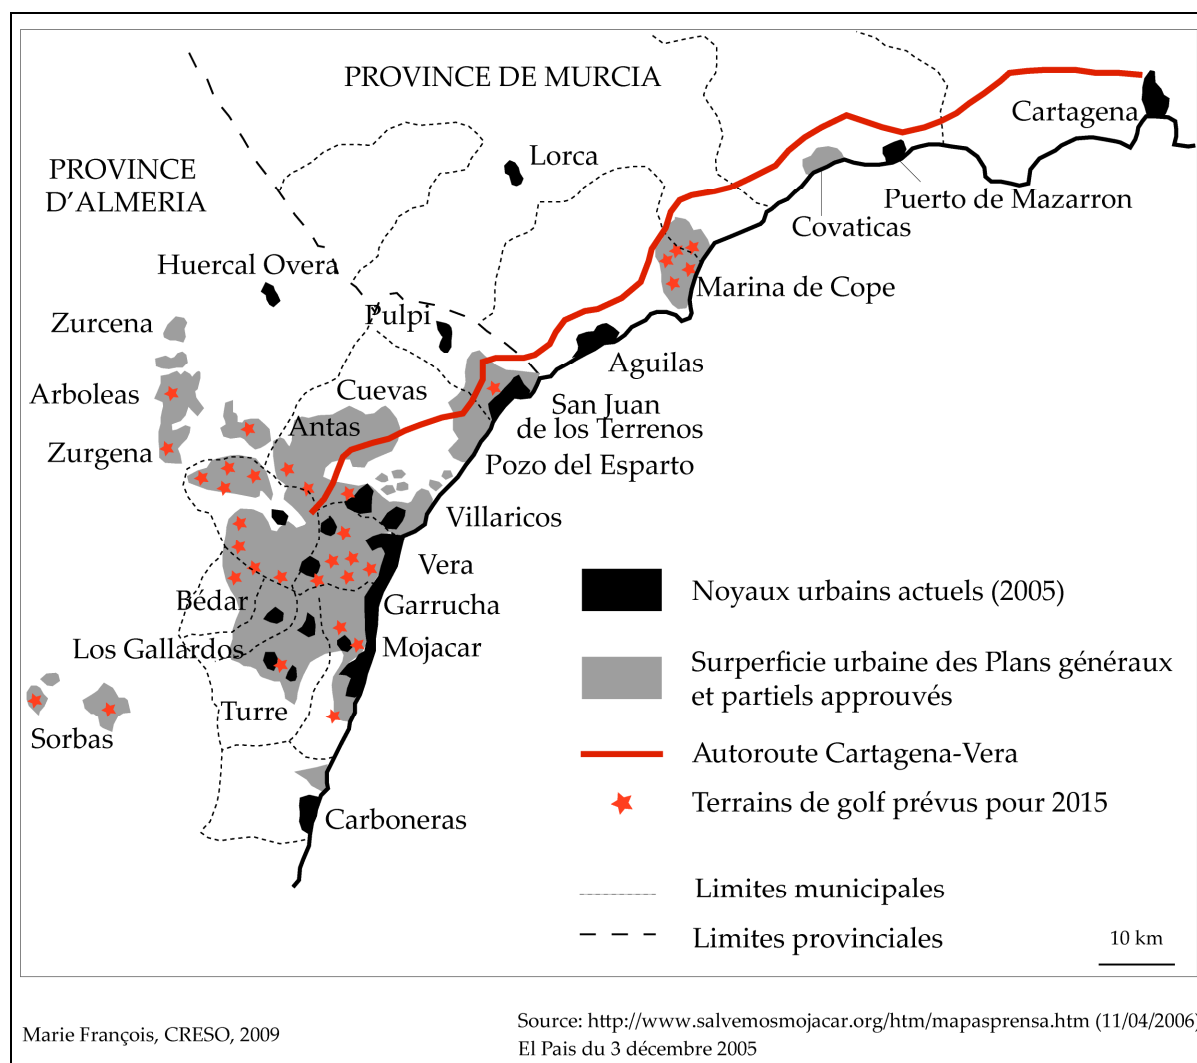 PROVINCE DE MURCIA
Cartagena
PROVINCE
D'ALMERIA
Lorca
Puerto de Mazarron
Covaticas
Huercal Overa
Marina de Cope
Zurcena
Pulpi
Aguilas
Arboleas
Cuevas
San Juan
de los Terrenos
Antas
Zurgena
Pozo del Esparto
Villaricos
Vera
Bédar
Garrucha
Los Gallardos
Mojacar
Turre
Sorbas
Carboneras
Noyaux urbains actuels (2005)
Surperficie urbaine des Plans généraux
et partiels approuvés
Autoroute Cartagena-Vera
Terrains de golf prévus pour 2015
Limites municipales
Limites provinciales
10 km
Marie François, CRESO, 2009
Source: http://www.salvemosmojacar.org/htm/mapasprensa.htm (11/04/2006)
El Pais du 3 décembre 2005